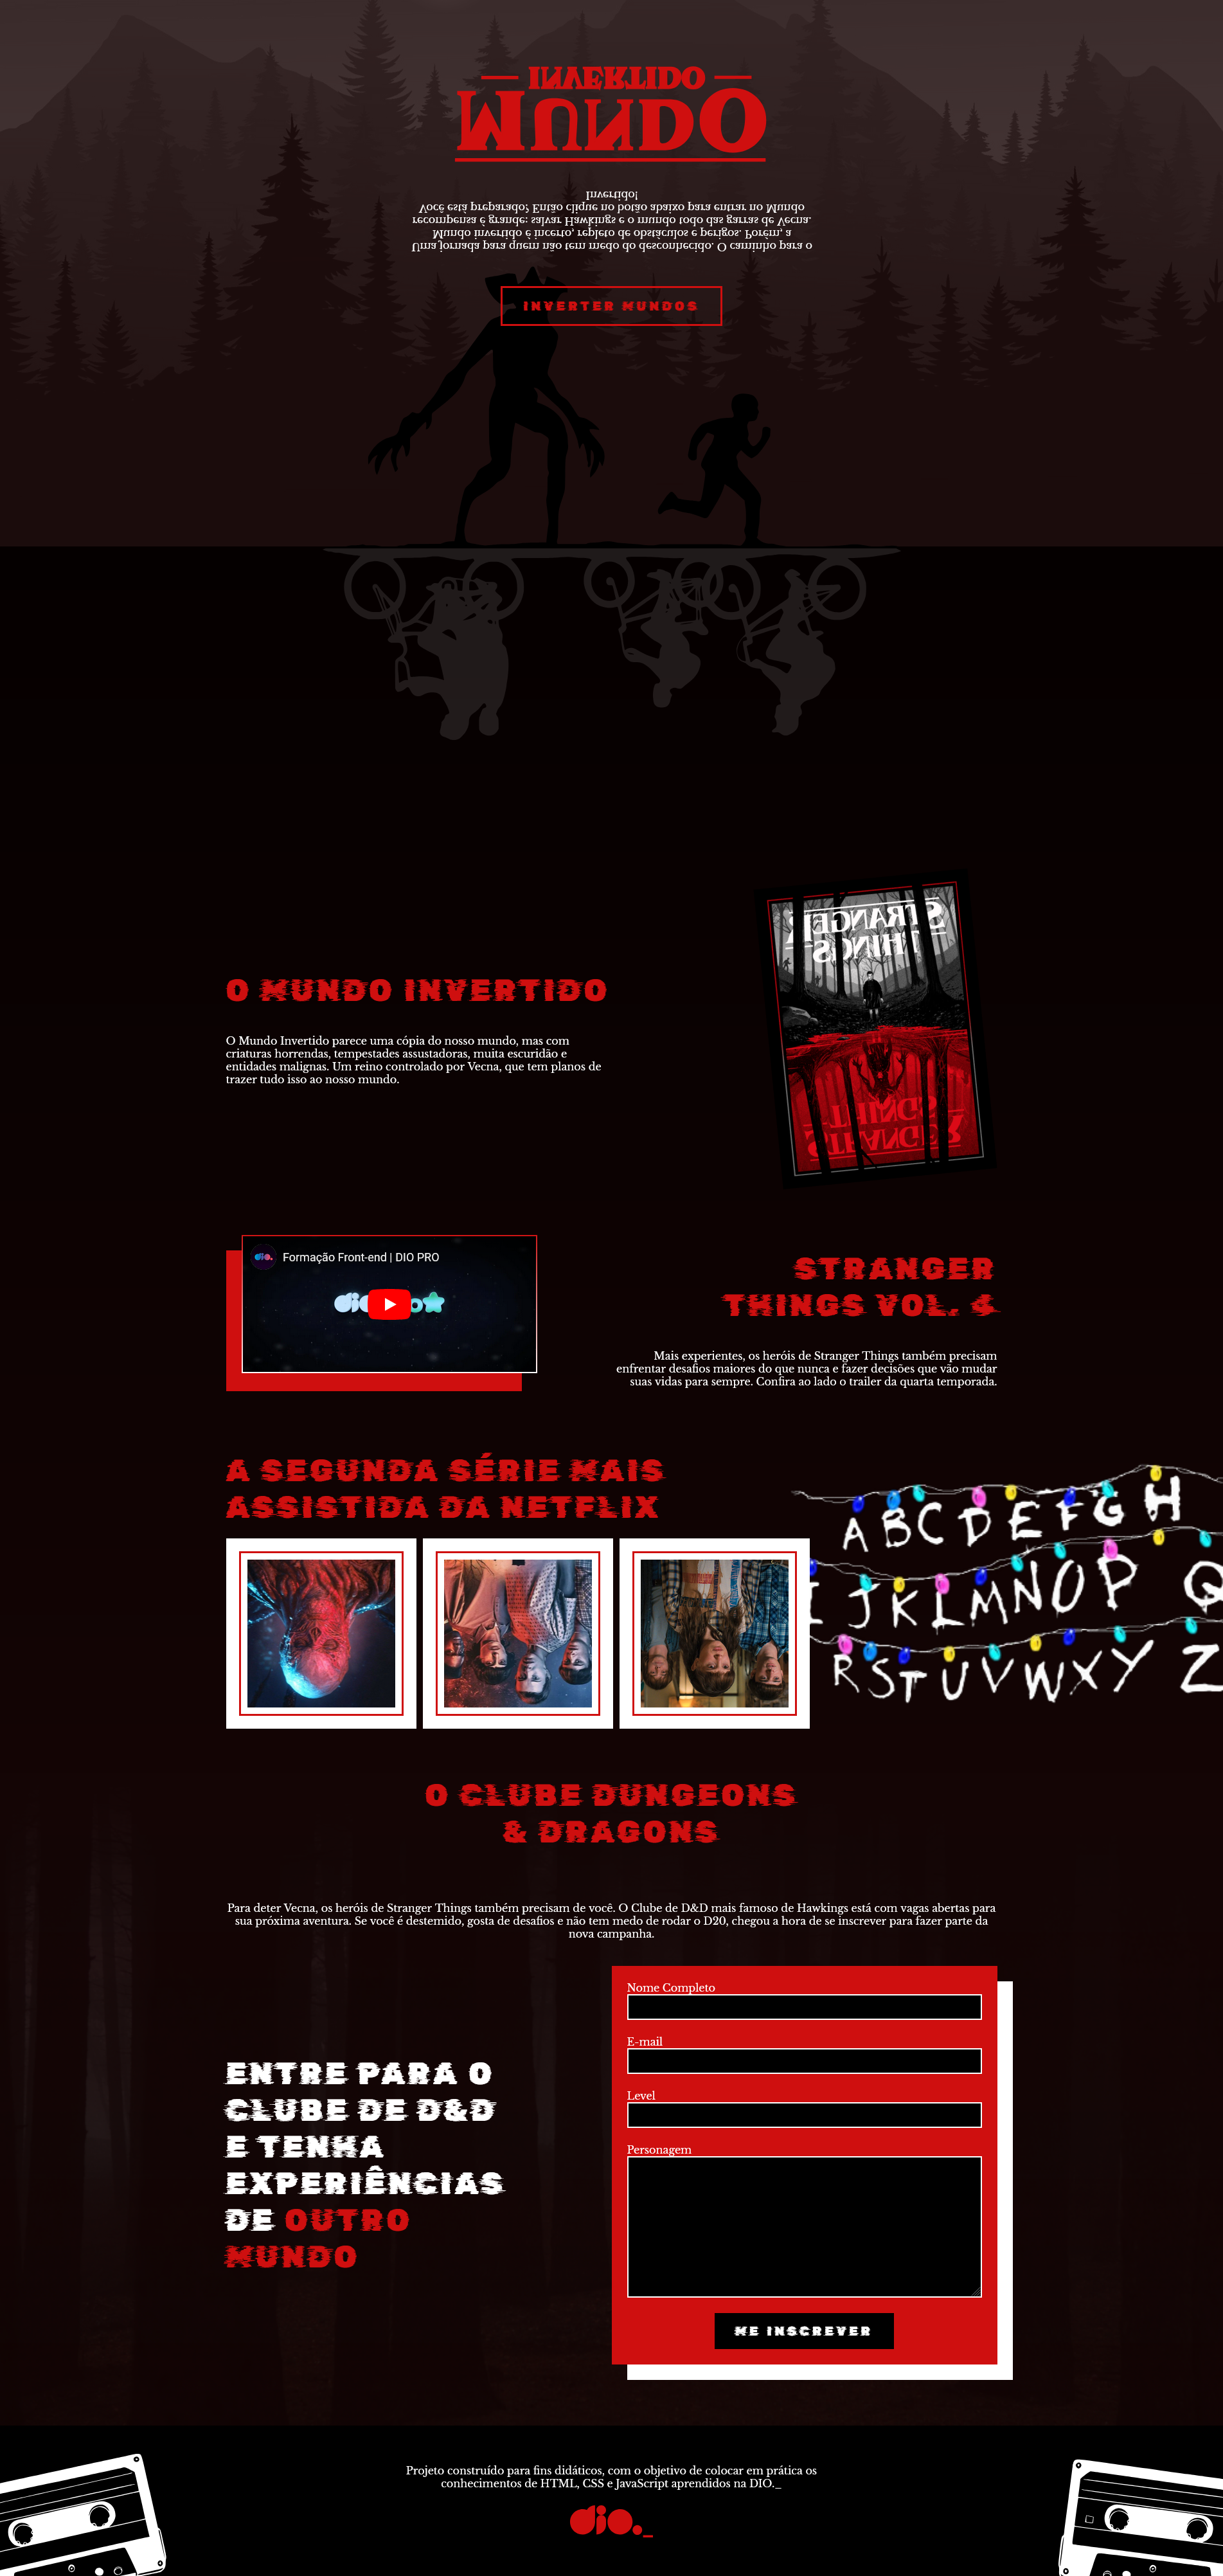 MUNDO
INVERTIDO
Uma jornada para quem não tem medo do desconhecido. O caminho para o
Mundo invertido é incerto, repleto de obstáculos e perigos. Porém, a
recompensa é grande: salvar Hawkings e o mundo todo das garras de Vecna.
Você está preparado? Então clique no botão abaixo para entrar no Mundo
Invertido!
INVERTER MUNDOS
STRANGER
THINGS
O MUNDO INVERTIDO
O Mundo Invertido parece uma cópia do nosso mundo, mas com
criaturas horrendas, tempestades assustadoras, muita escuridão e
entidades malignas. Um reino controlado por Vecna, que tem planos de
trazer tudo isso ao nosso mundo.
STRANGER
THINGS
dio. Formação Front-end | DIO PRO
STRANGER
THINGS VOL. 4
Mais experientes, os heróis de Stranger Things também precisam
enfrentar desafios maiores do que nunca e fazer decisões que vão mudar
suas vidas para sempre. Confira ao lado o trailer da quarta temporada.
A SEGUNDA SÉRIE MAIS
ASSISTIDA DA NETFLIX
A B C D E F G H
I J K L M N O P Q
R S T U V W X Y Z
O CLUBE DUNGEONS
& DRAGONS
Para deter Vecna, os heróis de Stranger Things também precisam de você. O Clube de D&D mais famoso de Hawkings está com vagas abertas para
sua próxima aventura. Se você é destemido, gosta de desafios e não tem medo de rodar o D20, chegou a hora de se inscrever para fazer parte da
nova campanha.
ENTRE PARA O
CLUBE DE D&D
E TENHA
EXPERIÊNCIAS
DE OUTRO
MUNDO
Nome Completo
E-mail
Level
Personagem
ME INSCREVER
Projeto construído para fins didáticos, com o objetivo de colocar em prática os
conhecimentos de HTML, CSS e JavaScript aprendidos na DIO._
dio._